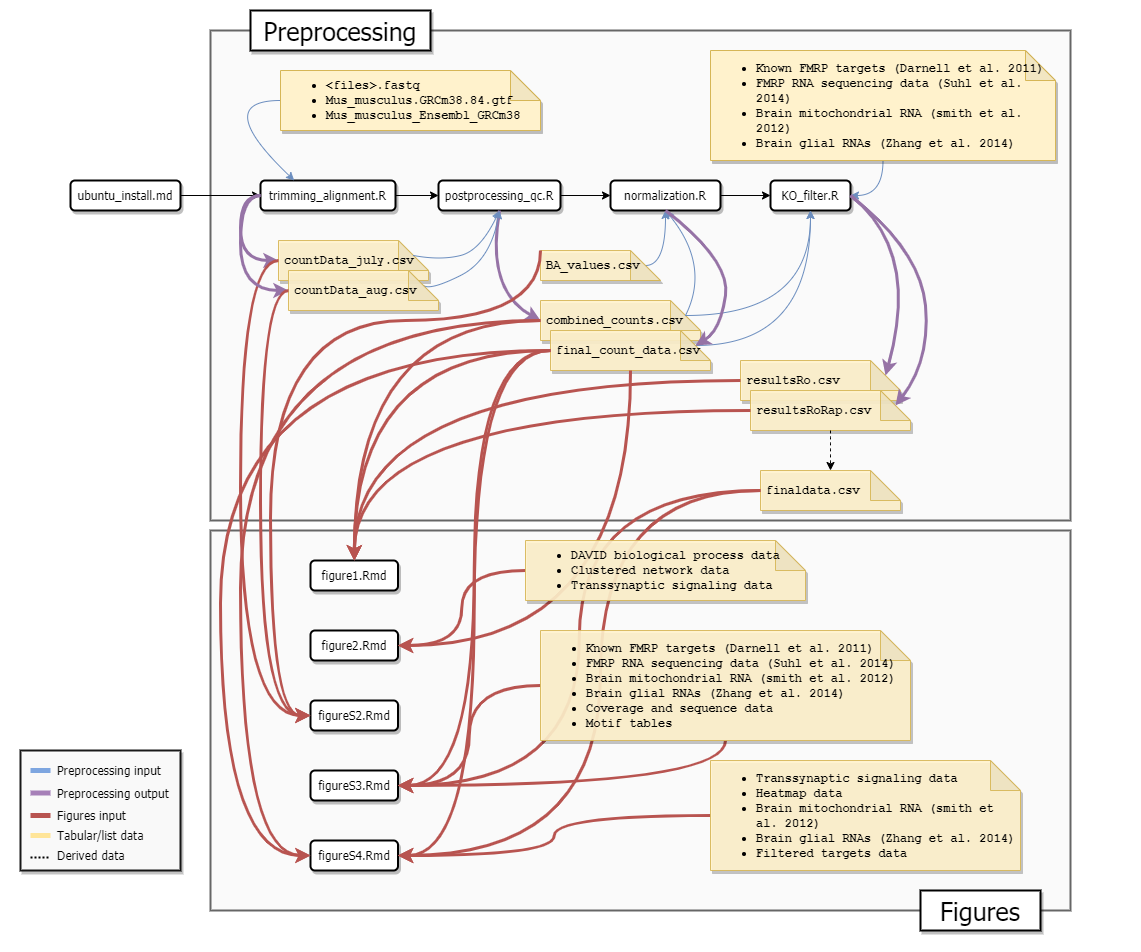 Preprocessing
<files>.fastq
Mus_musculus.GRCm38.84.gtf
Mus_musculus_Ensembl_GRCm38
Known FMRP targets (Darnell et al. 2011)
FMRP RNA sequencing data (Suhl et al.
2014)
Brain mitochondrial RNA (smith et al.
2012)
Brain glial RNAs (Zhang et al. 2014)
ubuntu_install.md
trimming_alignment.R
postprocessing_qc.R
normalization.R
KO_filter.R
countData_july.csv
countData_aug.csv
BA_values.csv
combined_counts.csv
final_count_data.csv
resultsRo.csv
resultsRoRap.csv
finaldata.csv
figure1.Rmd
DAVID biological process data
Clustered network data
Transsynaptic signaling data
figure2.Rmd
Known FMRP targets (Darnell et al. 2011)
FMRP RNA sequencing data (Suhl et al. 2014)
Brain mitochondrial RNA (smith et al. 2012)
Brain glial RNAs (Zhang et al. 2014)
Coverage and sequence data
Motif tables
figureS2.Rmd
figureS3.Rmd
Transsynaptic signaling data
Heatmap data
Brain mitochondrial RNA (smith et
al. 2012)
Brain glial RNAs (Zhang et al. 2014)
Filtered targets data
figureS4.Rmd
Preprocessing input
Preprocessing output
Figures input
Tabular/list data
Derived data
Figures